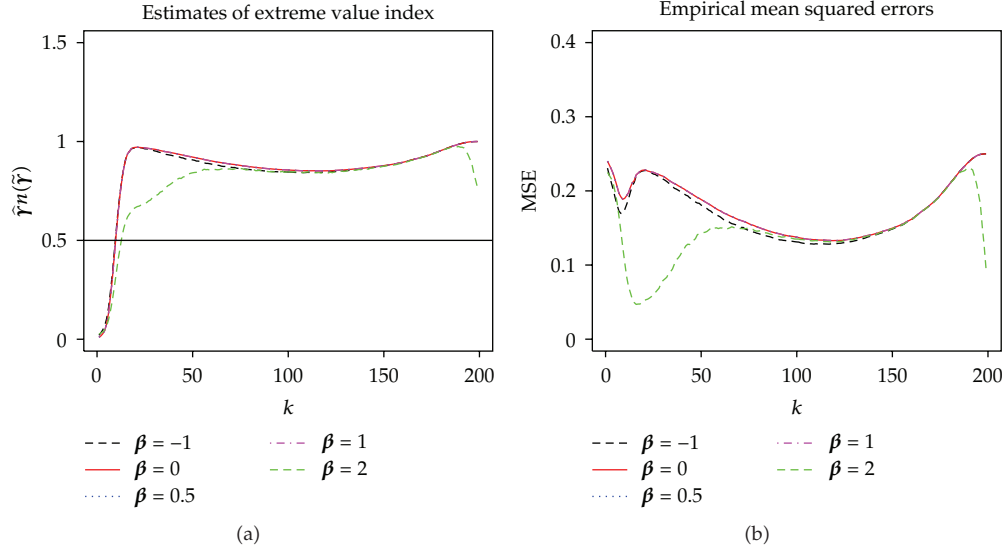 Estimates of extreme value index
1.5
1
0.5
0
γ̂n(γ̃)
0 50 100 150 200
k
β = −1
β = 0
β = 0.5
β = 1
β = 2
(a)
Empirical mean squared errors
0.4
0.3
0.2
0.1
0
MSE
0 50 100 150 200
k
β = −1
β = 0
β = 0.5
β = 1
β = 2
(b)